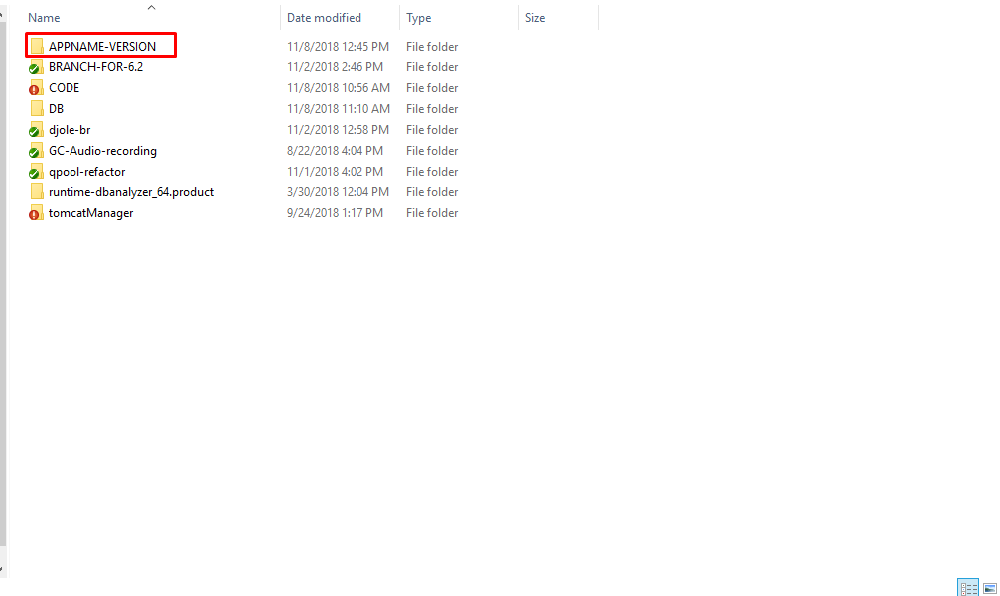 Name Date modified Type Size
APPNAME-VERSION 11/8/2018 12:45 PM File folder
BRANCH-FOR-6.2 11/2/2018 2:46 PM File folder
CODE 11/8/2018 10:56 AM File folder
DB 11/8/2018 11:10 AM File folder
djole-br 11/2/2018 12:58 PM File folder
GC-Audio-recording 8/22/2018 4:04 PM File folder
qpool-refactor 11/1/2018 4:02 PM File folder
runtime-dbanalyzer_64.product 3/30/2018 12:04 PM File folder
tomcatManager 9/24/2018 1:17 PM File folder